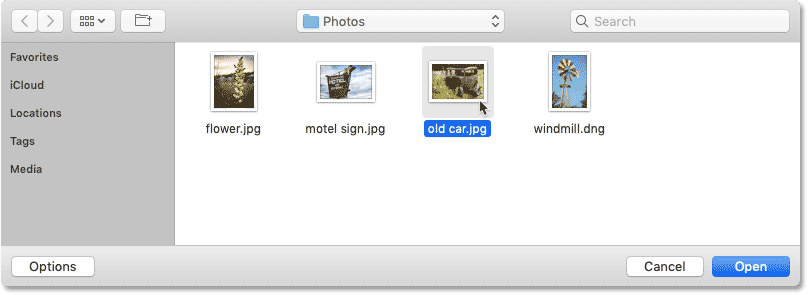 Photos
Search
Favorites
iCloud
Locations
Tags
Media
flower.jpg
motel sign.jpg
old car.jpg
windmill.dng
Options
Cancel
Open